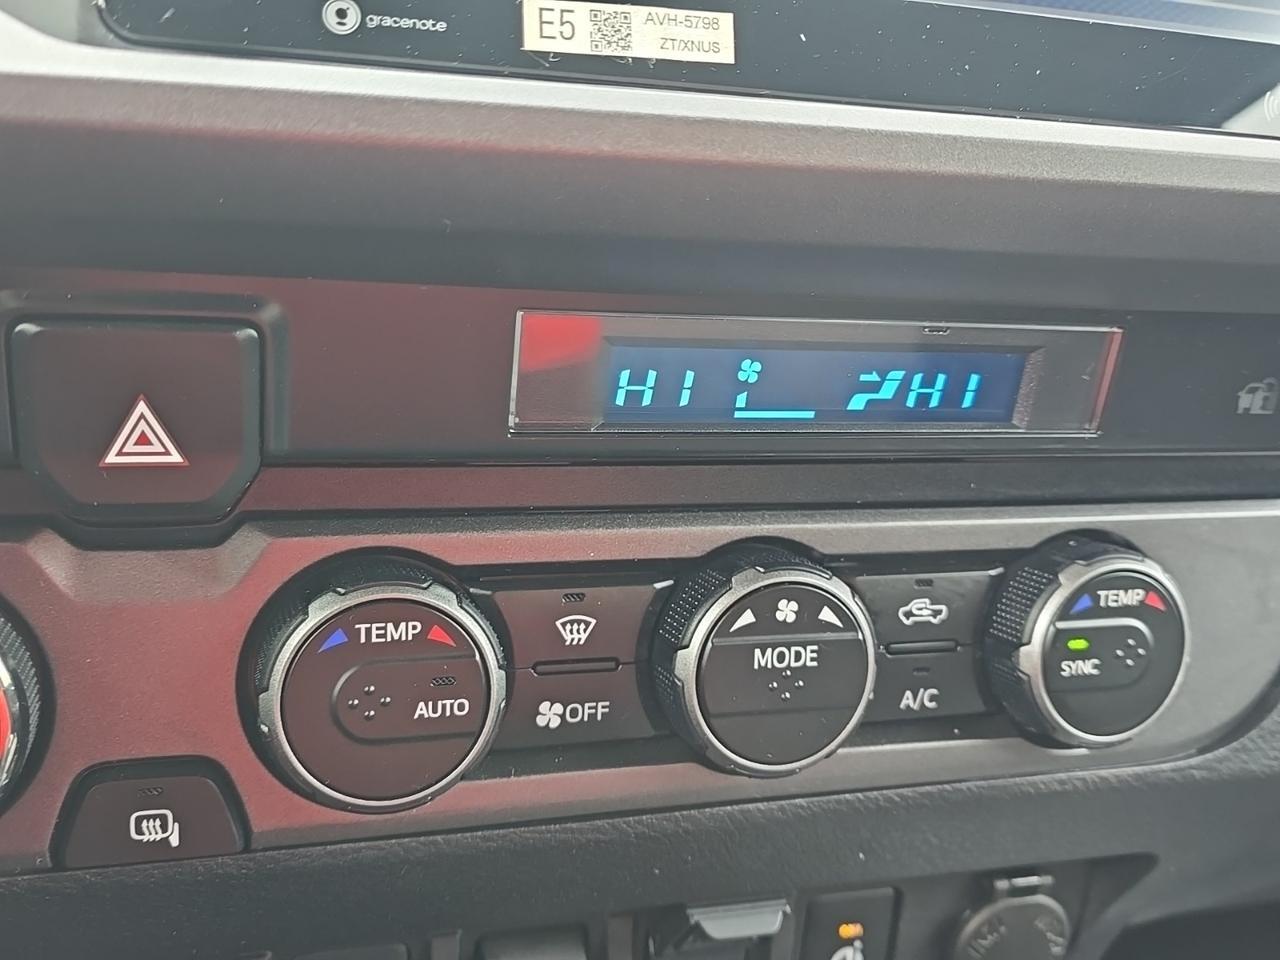 gracenote
E5
AVH-5798
ZT/XNUS
HI
HI
TEMP
AUTO
OFF
MODE
A/C
TEMP
SYNC